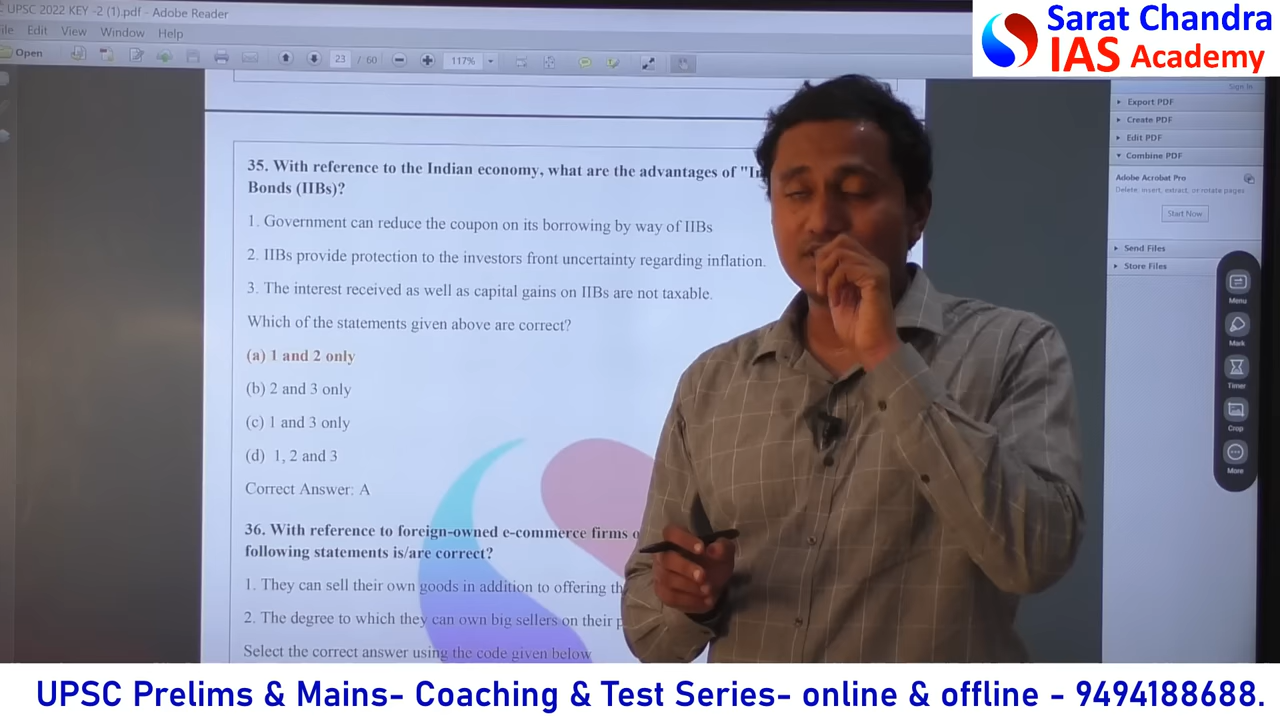 UPSC 2022 KEY -2 (1).pdf - Adobe Reader
Sarat Chandra
IAS Academy
File Edit View Window Help
Open 23 / 60 117%
Sign In
Export PDF
Create PDF
Edit PDF
Combine PDF
Adobe Acrobat Pro
Delete, insert, extract, or rotate pages
Start Now
Send Files
Store Files
Menu
Mark
Timer
Crop
More
35. With reference to the Indian economy, what are the advantages of "In
Bonds (IIBs)?
1. Government can reduce the coupon on its borrowing by way of IIBs
2. IIBs provide protection to the investors front uncertainty regarding inflation.
3. The interest received as well as capital gains on IIBs are not taxable.
Which of the statements given above are correct?
(a) 1 and 2 only
(b) 2 and 3 only
(c) 1 and 3 only
(d) 1, 2 and 3
Correct Answer: A
36. With reference to foreign-owned e-commerce firms o
following statements is/are correct?
1. They can sell their own goods in addition to offering th
2. The degree to which they can own big sellers on their p
Select the correct answer using the code given below
UPSC Prelims & Mains- Coaching & Test Series- online & offline - 9494188688.